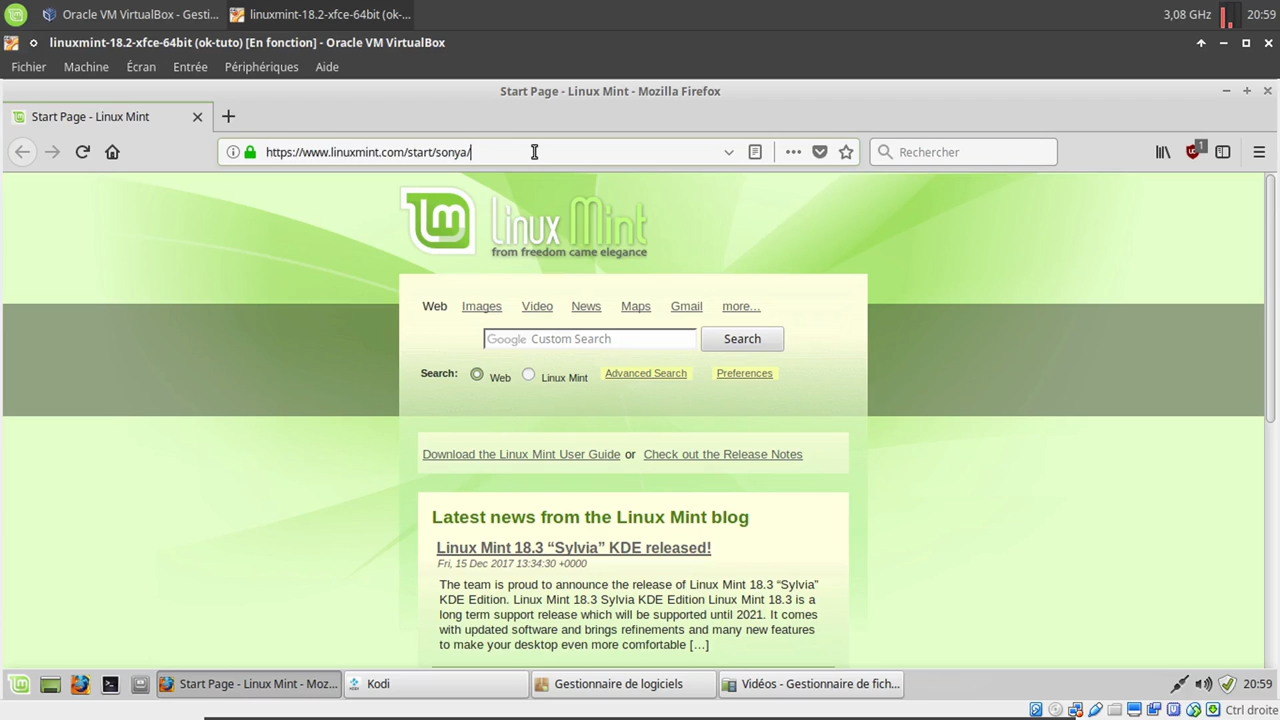 Oracle VM VirtualBox - Gesti...
linuxmint-18.2-xfce-64bit (ok-...
3,08 GHz
20:59
linuxmint-18.2-xfce-64bit (ok-tuto) [En fonction] - Oracle VM VirtualBox
Fichier Machine Écran Entrée Périphériques Aide
Start Page - Linux Mint - Mozilla Firefox
Start Page - Linux Mint
https://www.linuxmint.com/start/sonya/
Rechercher
1
Linux Mint
from freedom came elegance
Web Images Video News Maps Gmail more...
Google Custom Search
Search
Search: Web Linux Mint Advanced Search Preferences
Download the Linux Mint User Guide or Check out the Release Notes
Latest news from the Linux Mint blog
Linux Mint 18.3 “Sylvia” KDE released!
Fri, 15 Dec 2017 13:34:30 +0000
The team is proud to announce the release of Linux Mint 18.3 “Sylvia”
KDE Edition. Linux Mint 18.3 Sylvia KDE Edition Linux Mint 18.3 is a
long term support release which will be supported until 2021. It comes
with updated software and brings refinements and many new features
to make your desktop even more comfortable […]
Start Page - Linux Mint - Moz...
Kodi
Gestionnaire de logiciels
Vidéos - Gestionnaire de fich...
20:59
Ctrl droite